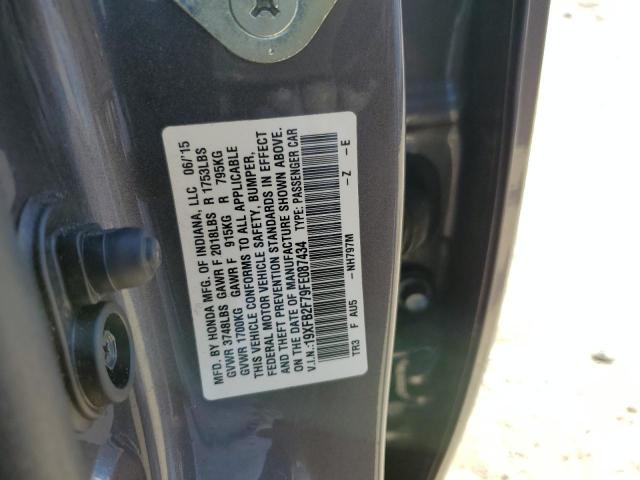 MFD. BY HONDA MFG. OF INDIANA, LLC 06/15
GVWR 3748LBS GAWR F 2018LBS R 1753LBS
GVWR 1700KG GAWR F 915KG R 795KG
THIS VEHICLE CONFORMS TO ALL APPLICABLE
FEDERAL MOTOR VEHICLE SAFETY, BUMPER,
AND THEFT PREVENTION STANDARDS IN EFFECT
ON THE DATE OF MANUFACTURE SHOWN ABOVE.
V.I.N.:19XFB2F79FE087434 TYPE: PASSENGER CAR
TR3 F AU5 –NH797M –Z –E